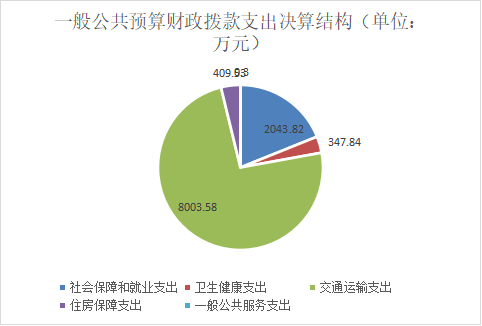 一般公共预算财政拨款支出决算结构（单位：
万元）
2043.82
347.84
8003.58
社会保障和就业支出 卫生健康支出 交通运输支出
住房保障支出 一般公共服务支出